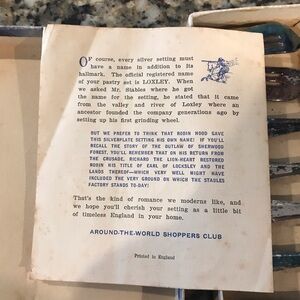 OF course, every silver setting must
have a name in addition to its
hallmark. The official registered name
of your pastry set is LOXLEY. When
we asked Mr. Stables where he got
the name for the setting, he stated that it came
from the valley and river of Loxley where an
ancestor founded the company generations ago by
setting up his first grinding wheel.
BUT WE PREFER TO THINK THAT ROBIN HOOD GAVE
THIS SILVERPLATE SETTING HIS OWN NAME! IF YOU'LL
RECALL THE STORY OF THE OUTLAW OF SHERWOOD
FOREST, YOU'LL REMEMBER THAT ON HIS RETURN FROM
THE CRUSADE, RICHARD THE LION-HEART RESTORED
ROBIN HIS TITLE OF EARL OF LOCKSLEY AND THE
LANDS THEREOF—WHICH VERY WELL MIGHT HAVE
INCLUDED THE VERY GROUND ON WHICH THE STABLES
FACTORY STANDS TO-DAY!
That's the kind of romance we moderns like, and
we hope you'll cherish your setting as a little bit
of timeless England in your home.
AROUND-THE-WORLD SHOPPERS CLUB
Printed in England